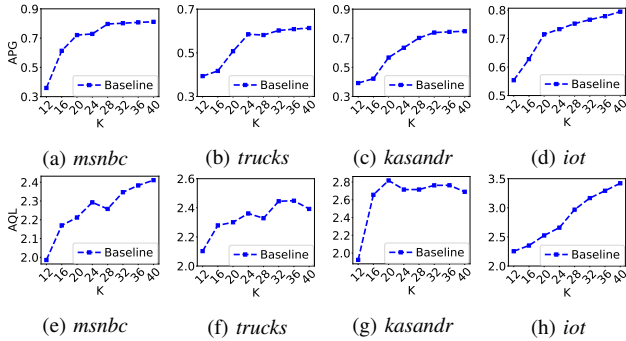 0.9
0.7
APG
0.5
0.3
Baseline
12 16 20 24 28 32 36 40
K
0.7
0.5
0.3
Baseline
12 16 20 24 28 32 36 40
K
0.9
0.7
0.5
0.3
Baseline
12 16 20 24 28 32 36 40
K
0.8
0.7
0.6
0.5
Baseline
12 16 20 24 28 32 36 40
K
(a) msnbc
(b) trucks
(c) kasandr
(d) iot
2.4
2.3
AQL
2.2
2.1
2.0
Baseline
12 16 20 24 28 32 36 40
K
2.6
2.4
2.2
2.0
Baseline
12 16 20 24 28 32 36 40
K
2.8
2.6
2.4
2.2
2.0
Baseline
12 16 20 24 28 32 36 40
K
3.5
3.0
2.5
2.0
Baseline
12 16 20 24 28 32 36 40
K
(e) msnbc
(f) trucks
(g) kasandr
(h) iot